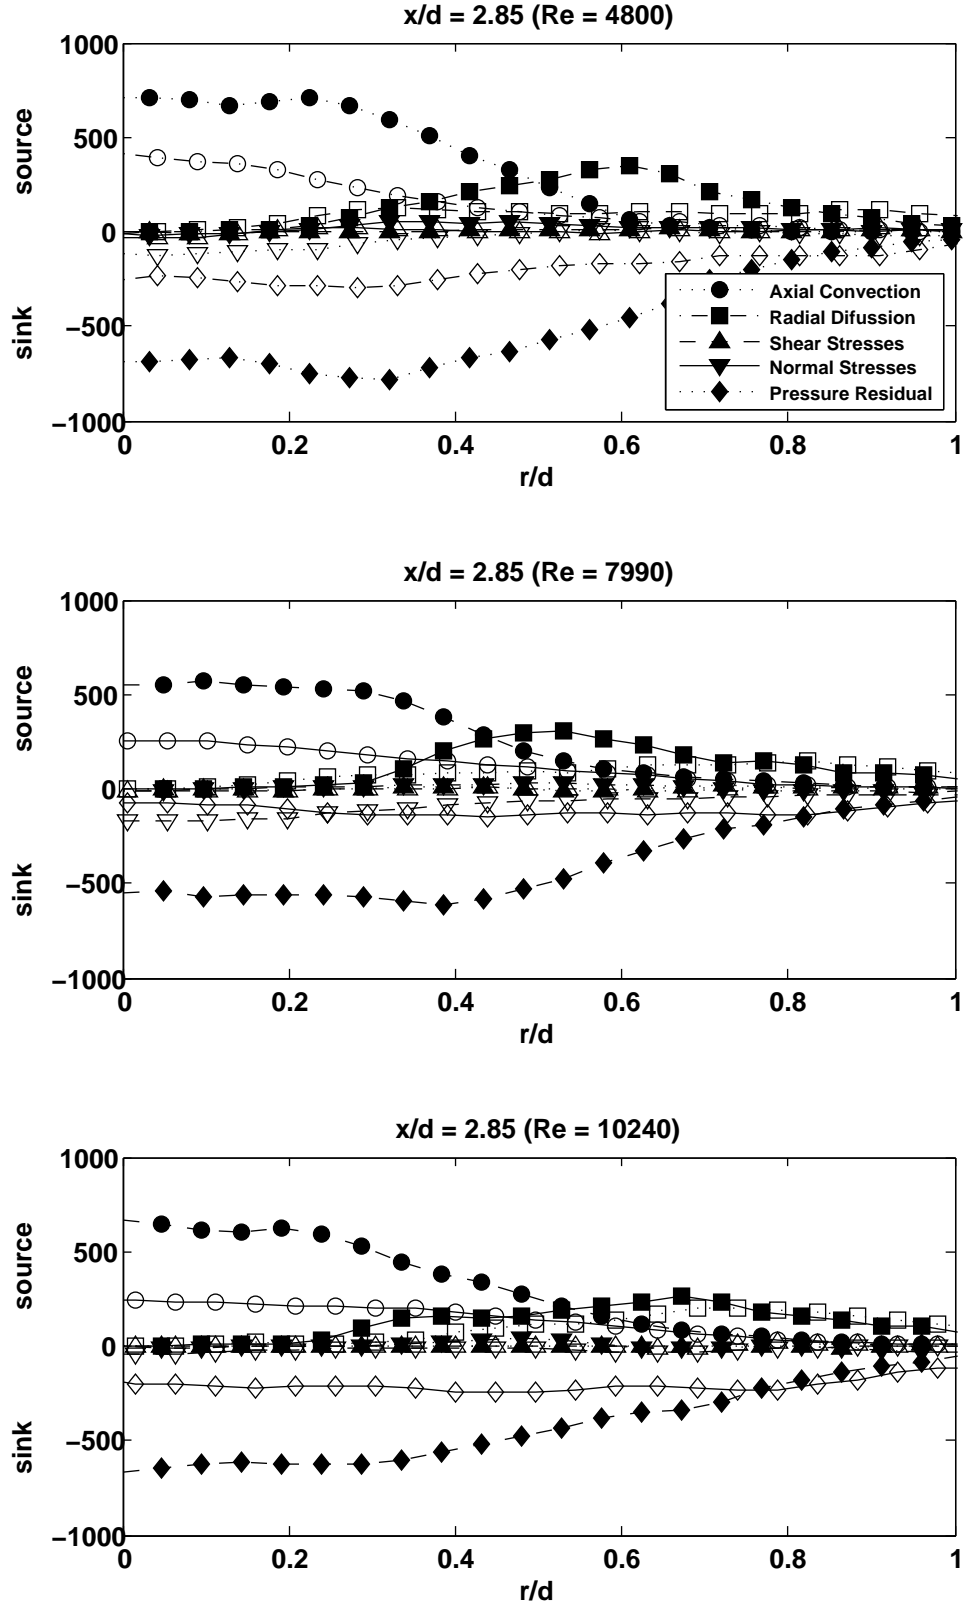 x/d = 2.85 (Re = 4800)
1000
500
0
−500
−1000
source
sink
0 0.2 0.4 0.6 0.8 1
r/d
Axial Convection
Radial Difussion
Shear Stresses
Normal Stresses
Pressure Residual
x/d = 2.85 (Re = 7990)
1000
500
0
−500
−1000
source
sink
0 0.2 0.4 0.6 0.8 1
r/d
x/d = 2.85 (Re = 10240)
1000
500
0
−500
−1000
source
sink
0 0.2 0.4 0.6 0.8 1
r/d